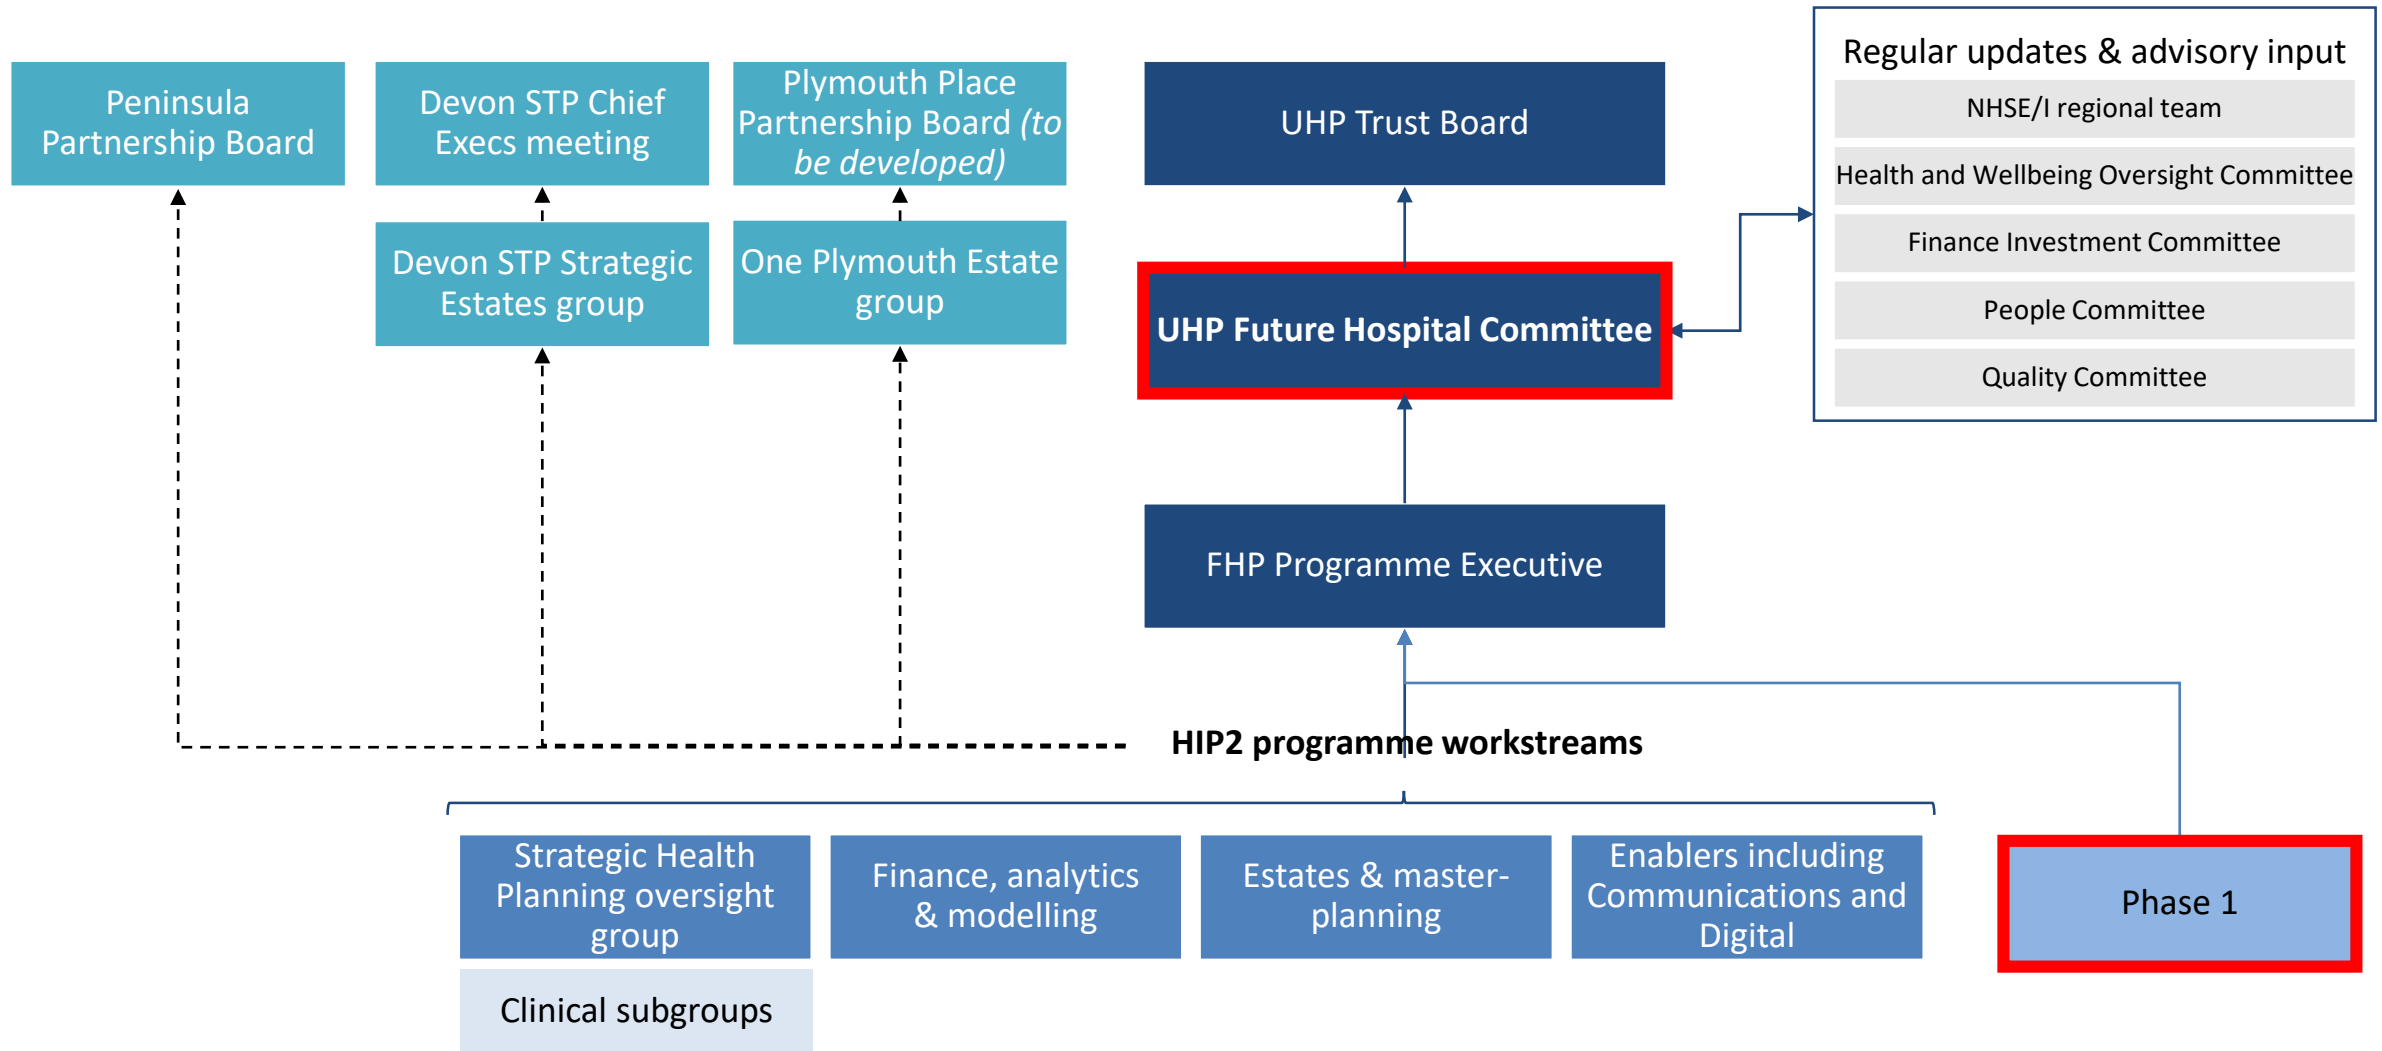 Peninsula
Partnership Board
Devon STP Chief
Execs meeting
Plymouth Place
Partnership Board (to
be developed)
UHP Trust Board
Regular updates & advisory input
NHSE/I regional team
Health and Wellbeing Oversight Committee
Finance Investment Committee
People Committee
Quality Committee
Devon STP Strategic
Estates group
One Plymouth Estate
group
UHP Future Hospital Committee
FHP Programme Executive
HIP2 programme workstreams
Strategic Health
Planning oversight
group
Finance, analytics
& modelling
Estates & master-
planning
Enablers including
Communications and
Digital
Phase 1
Clinical subgroups